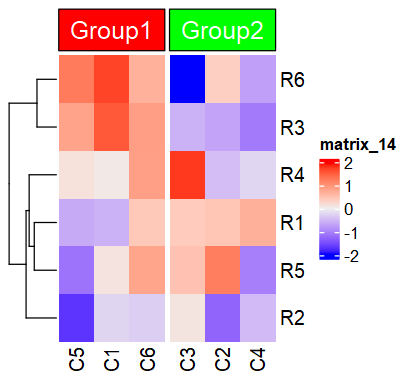 Group1 Group2
R6
R3
R4
R1
R5
R2
C5 C1 C6 C3 C2 C4
matrix_14
2
1
0
-1
-2